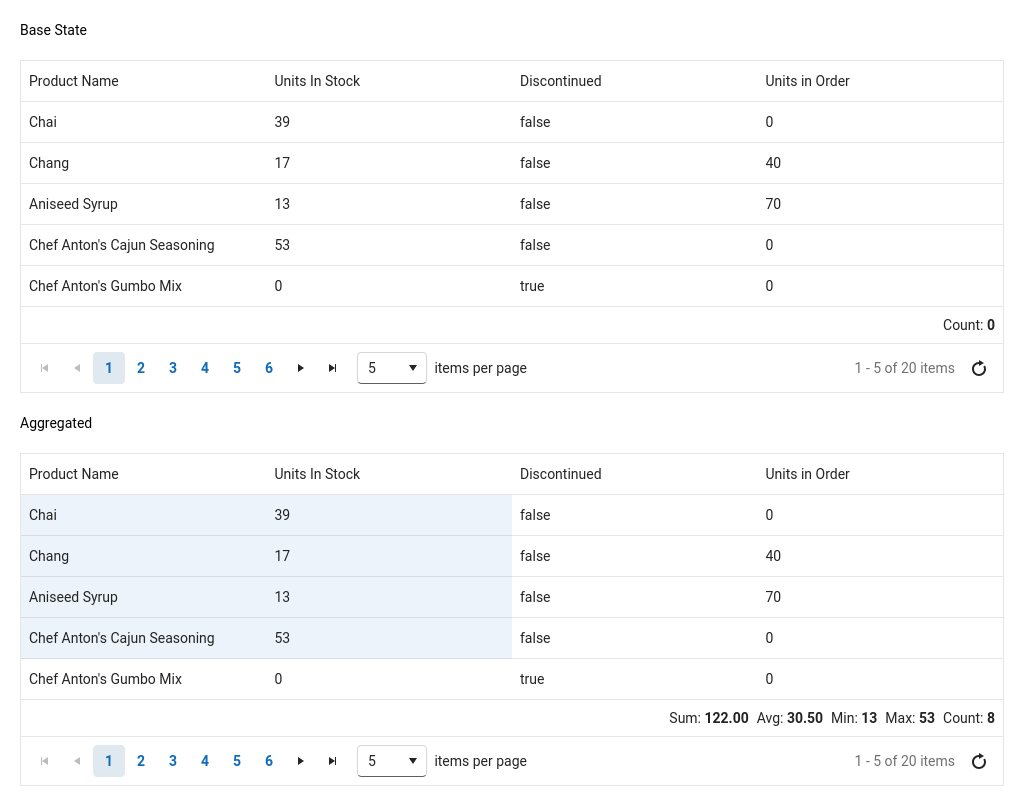 Base State
Product Name Units In Stock Discontinued Units in Order
Chai 39 false 0
Chang 17 false 40
Aniseed Syrup 13 false 70
Chef Anton's Cajun Seasoning 53 false 0
Chef Anton's Gumbo Mix 0 true 0
Count: 0
1 2 3 4 5 6 5 items per page 1 - 5 of 20 items
Aggregated
Product Name Units In Stock Discontinued Units in Order
Chai 39 false 0
Chang 17 false 40
Aniseed Syrup 13 false 70
Chef Anton's Cajun Seasoning 53 false 0
Chef Anton's Gumbo Mix 0 true 0
Sum: 122.00 Avg: 30.50 Min: 13 Max: 53 Count: 8
1 2 3 4 5 6 5 items per page 1 - 5 of 20 items